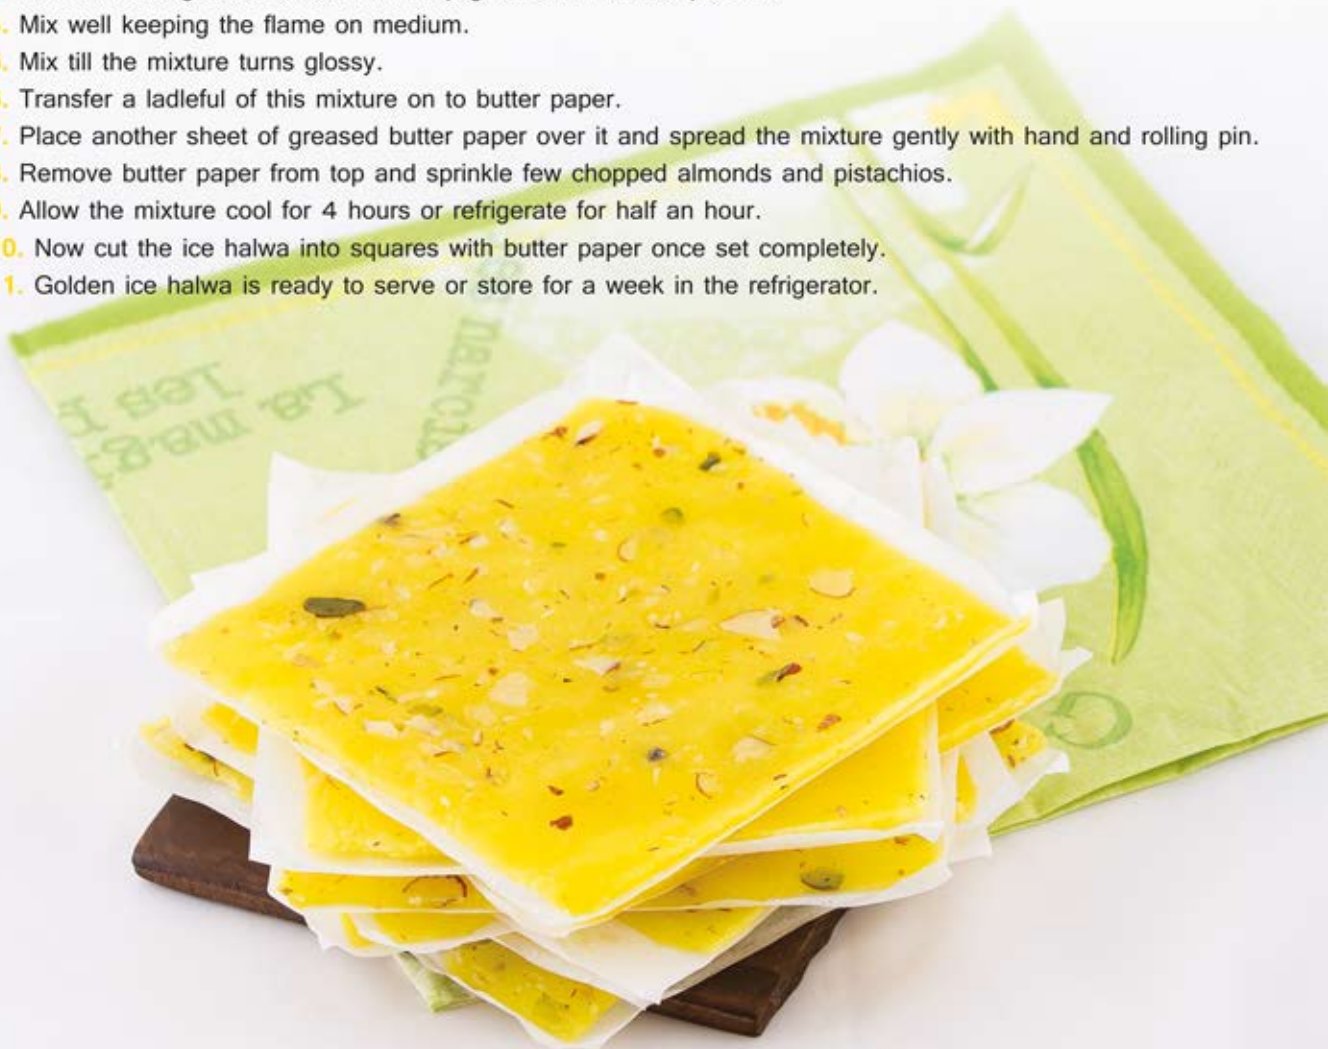 . Mix well keeping the flame on medium.
. Mix till the mixture turns glossy.
. Transfer a ladleful of this mixture on to butter paper.
. Place another sheet of greased butter paper over it and spread the mixture gently with hand and rolling pin.
. Remove butter paper from top and sprinkle few chopped almonds and pistachios.
. Allow the mixture cool for 4 hours or refrigerate for half an hour.
0. Now cut the ice halwa into squares with butter paper once set completely.
1. Golden ice halwa is ready to serve or store for a week in the refrigerator.